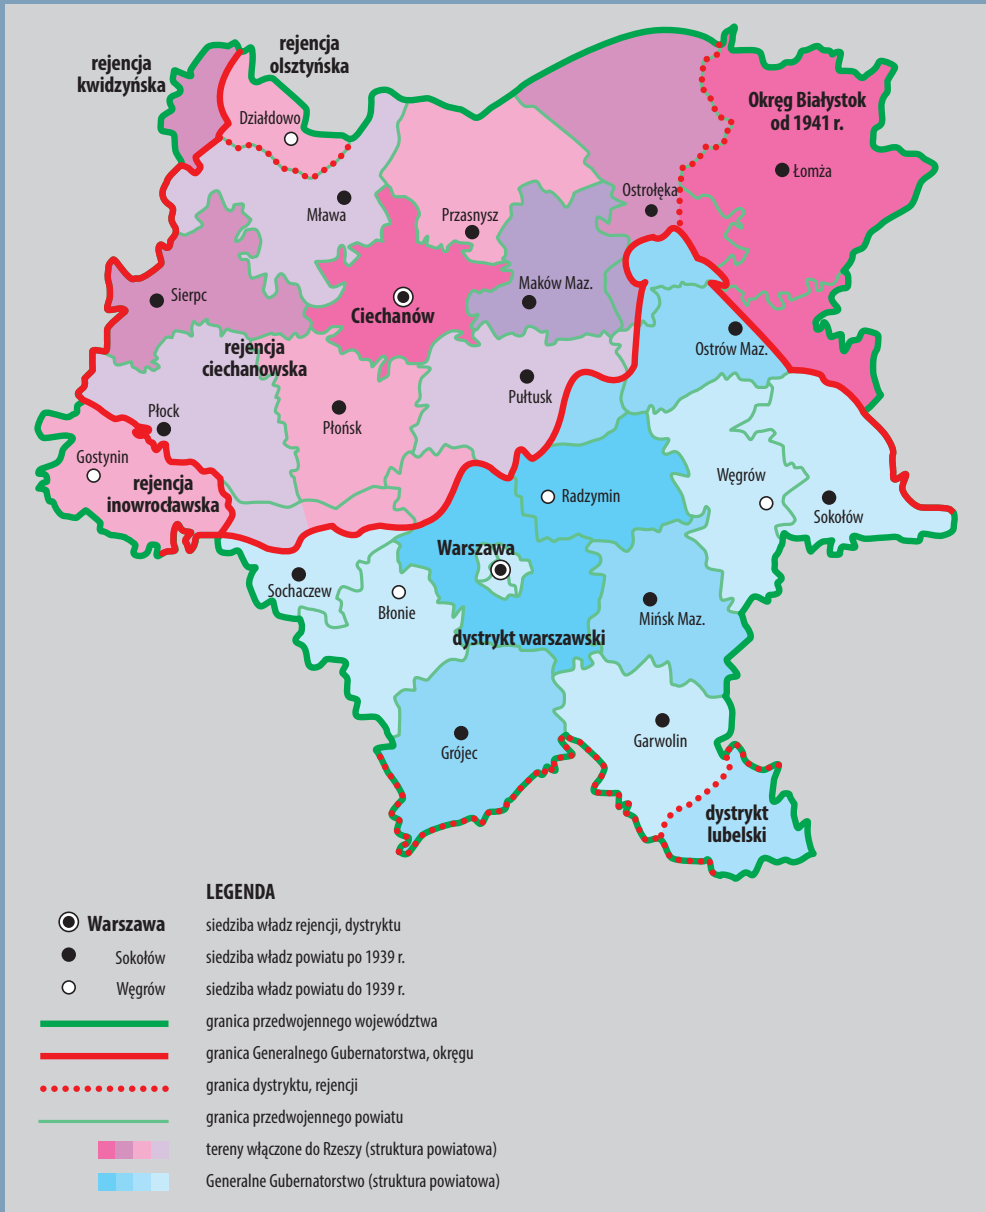 rejencja
kwidzyńska
rejencja
olsztyńska
Działdowo
Okręg Białystok
od 1941 r.
Łomża
Mława
Przasnysz
Ostrołęka
Sierpc
Ciechanów
Maków Maz.
Ostrów Maz.
rejencja
ciechanowska
Płock
Płońsk
Pułtusk
Gostynin
rejencja
inowrocławska
Radzymin
Węgrów
Sokołów
Warszawa
Sochaczew
Błonie
Mińsk Maz.
dystrykt warszawski
Grójec
Garwolin
dystrykt
lubelski
LEGENDA
Warszawa siedziba władz rejencji, dystryktu
Sokołów siedziba władz powiatu po 1939 r.
Węgrów siedziba władz powiatu do 1939 r.
granica przedwojennego województwa
granica Generalnego Gubernatorstwa, okręgu
granica dystryktu, rejencji
granica przedwojennego powiatu
tereny włączone do Rzeszy (struktura powiatowa)
Generalne Gubernatorstwo (struktura powiatowa)